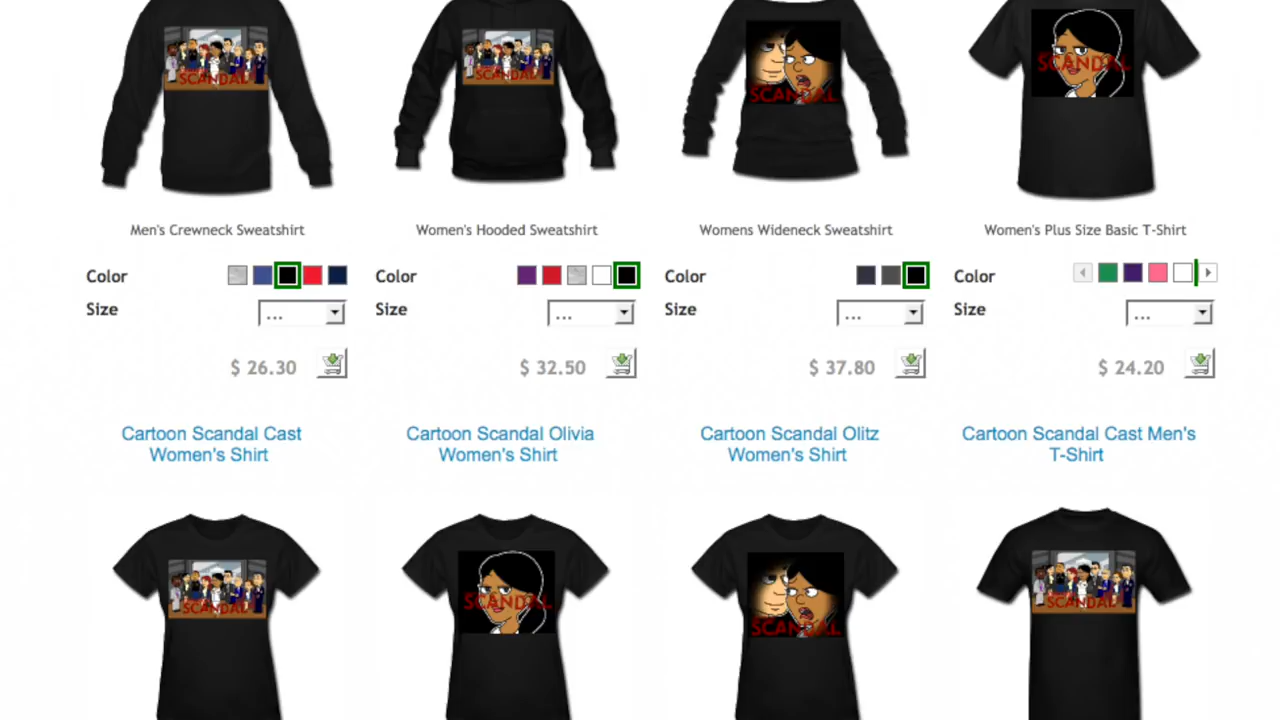 SCANDAL
SCANDAL
SCANDAL
SCANDAL
Men's Crewneck Sweatshirt
Women's Hooded Sweatshirt
Womens Wideneck Sweatshirt
Women's Plus Size Basic T-Shirt
Color
Color
Color
Color
Size ...
Size ...
Size ...
Size ...
$ 26.30
$ 32.50
$ 37.80
$ 24.20
Cartoon Scandal Cast
Women's Shirt
Cartoon Scandal Olivia
Women's Shirt
Cartoon Scandal Olitz
Women's Shirt
Cartoon Scandal Cast Men's
T-Shirt
SCANDAL
SCANDAL
SCANDAL
SCANDAL